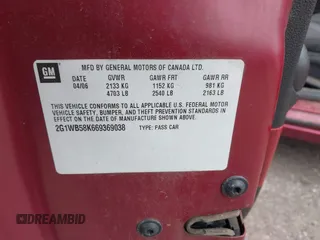 GM
MFD BY GENERAL MOTORS OF CANADA LTD.
DATE GVWR GAWR FRT GAWR RR
04/06 2133 KG 1152 KG 981 KG
4703 LB 2540 LB 2163 LB
THIS VEHICLE CONFORMS TO ALL APPLICABLE U.S. FEDERAL MOTOR
VEHICLE SAFETY, BUMPER, AND THEFT PREVENTION STANDARDS
IN EFFECT ON THE DATE OF MANUFACTURE SHOWN ABOVE.
2G1WB58K669369038 TYPE: PASS CAR
DREAMBID